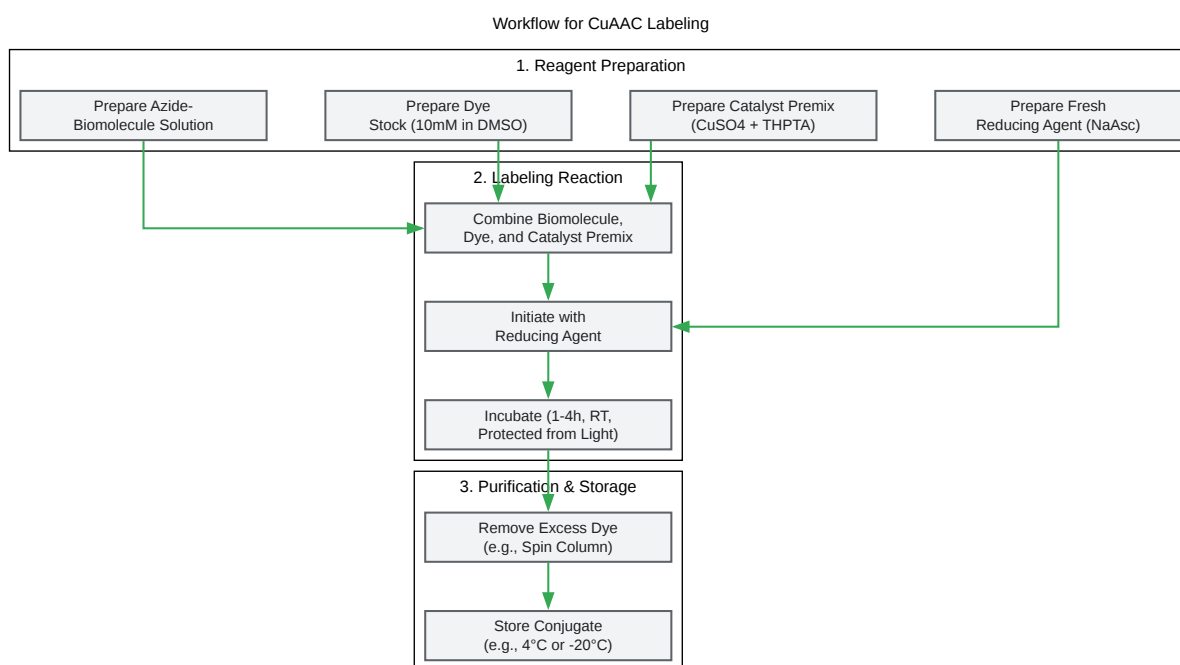 Workflow for CuAAC Labeling
1. Reagent Preparation
Prepare Azide-
Biomolecule Solution
Prepare Dye
Stock (10mM in DMSO)
Prepare Catalyst Premix
(CuSO4 + THPTA)
Prepare Fresh
Reducing Agent (NaAsc)
2. Labeling Reaction
Combine Biomolecule,
Dye, and Catalyst Premix
Initiate with
Reducing Agent
Incubate (1-4h, RT,
Protected from Light)
3. Purification & Storage
Remove Excess Dye
(e.g., Spin Column)
Store Conjugate
(e.g., 4°C or -20°C)